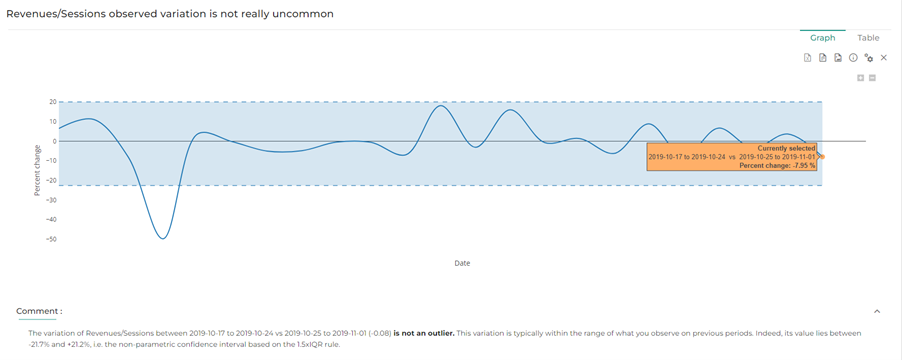 Revenues/Sessions observed variation is not really uncommon
Graph
Table
20
10
0
−10
−20
−30
−40
−50
Percent change
Currently selected
2019-10-17 to 2019-10-24 vs 2019-10-25 to 2019-11-01
Percent change: -7.95 %
Date
Comment :
The variation of Revenues/Sessions between 2019-10-17 to 2019-10-24 vs 2019-10-25 to 2019-11-01 (-0.08) is not an outlier. This variation is typically within the range of what you observe on previous periods. Indeed, its value lies between
-21.7% and +21.2%, i.e. the non-parametric confidence interval based on the 1.5xIQR rule.